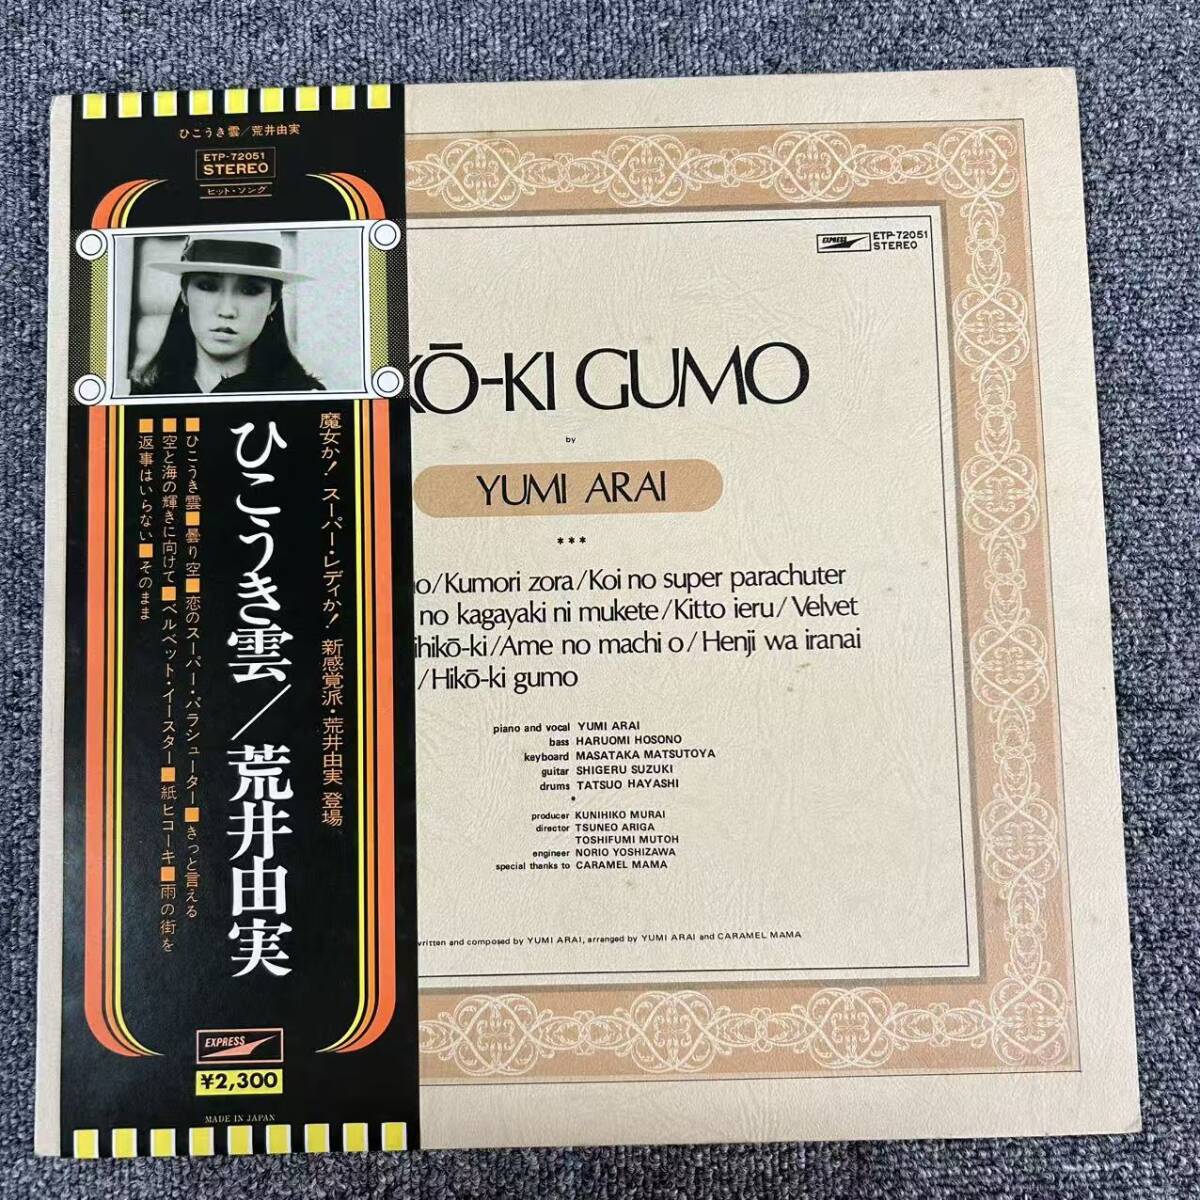 ひこうき雲/荒井由実
ETP-72051
STEREO
ヒット・ソング
魔女か!スーパー・レディか!新感覚派・荒井由実 登場。
ひこうき雲/荒井由実
■ひこうき雲■曇り空■恋のスーパー・パラシューター■きっと言える
■空と海の輝きに向けて■ベルベット・イースター■紙ヒコーキ■雨の街を
■返事はいらない■そのまま
EXPRESS
¥2,300
MADE IN JAPAN
EXPRESS
ETP-72051
STEREO
KŌ-KI GUMO
by
YUMI ARAI
***
o/Kumori zora/Koi no super parachuter
no kagayaki ni mukete/Kitto ieru/Velvet
ihikō-ki/Ame no machi o/Henji wa iranai
/Hikō-ki gumo
piano and vocal YUMI ARAI
bass HARUOMI HOSONO
keyboard MASATAKA MATSUTOYA
guitar SHIGERU SUZUKI
drums TATSUO HAYASHI
producer KUNIHIKO MURAI
director TSUNEO ARIGA
TOSHIFUMI MUTOH
engineer NORIO YOSHIZAWA
special thanks to CARAMEL MAMA
written and composed by YUMI ARAI, arranged by YUMI ARAI and CARAMEL MAMA